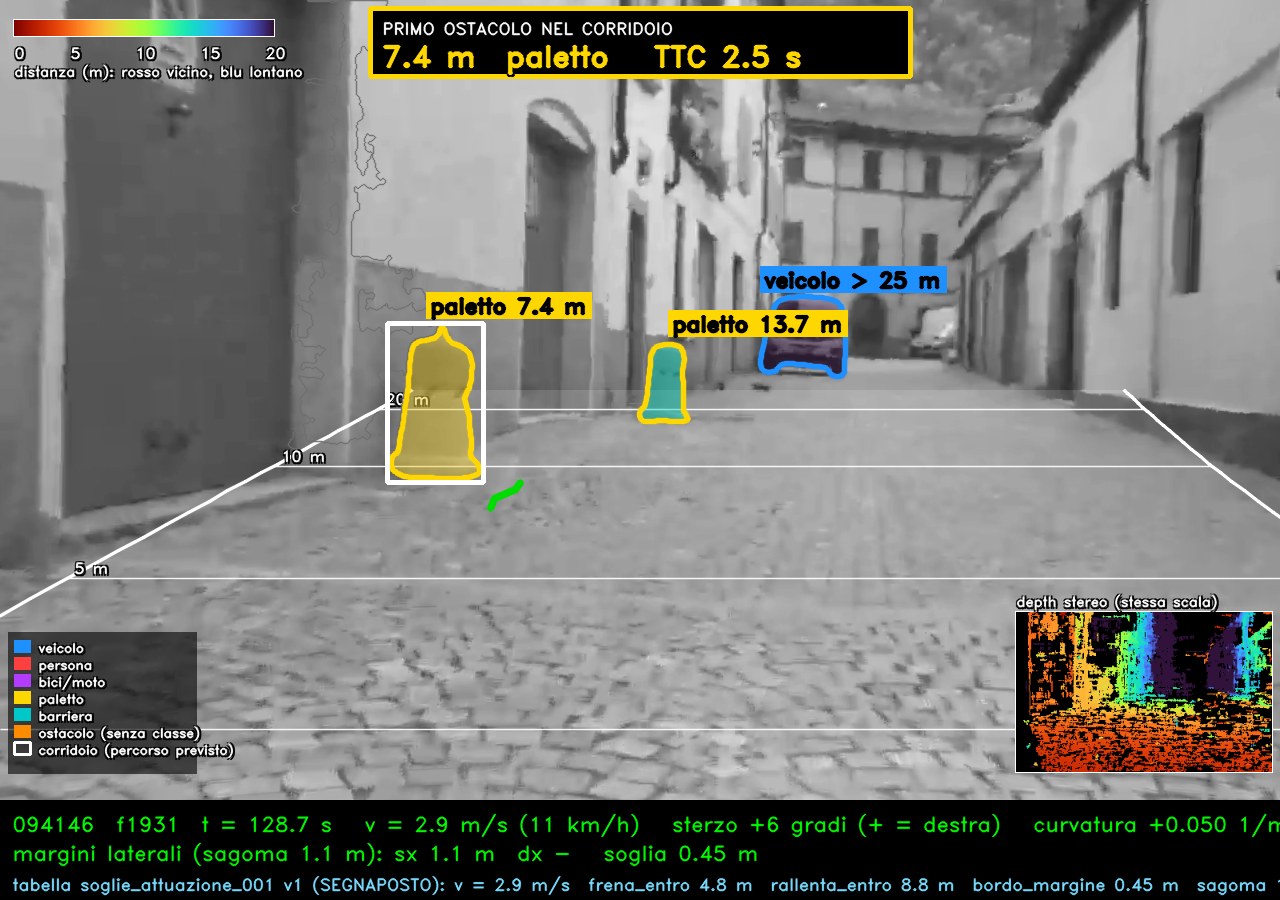 PRIMO OSTACOLO NEL CORRIDOIO
7.4 m paletto TTC 2.5 s
0 5 10 15 20
distanza (m): rosso vicino, blu lontano
veicolo > 25 m
paletto 7.4 m
paletto 13.7 m
20 m
10 m
5 m
depth stereo (stessa scala)
veicolo
persona
bici/moto
paletto
barriera
ostacolo (senza classe)
corridoio (percorso previsto)
094146 f1931 t = 128.7 s v = 2.9 m/s (11 km/h) sterzo +6 gradi (+ = destra) curvatura +0.050 1/m
margini laterali (sagoma 1.1 m): sx 1.1 m dx - soglia 0.45 m
tabella soglie_attuazione_001 v1 (SEGNAPOSTO): v = 2.9 m/s frena_entro 4.8 m rallenta_entro 8.8 m bordo_margine 0.45 m sagoma